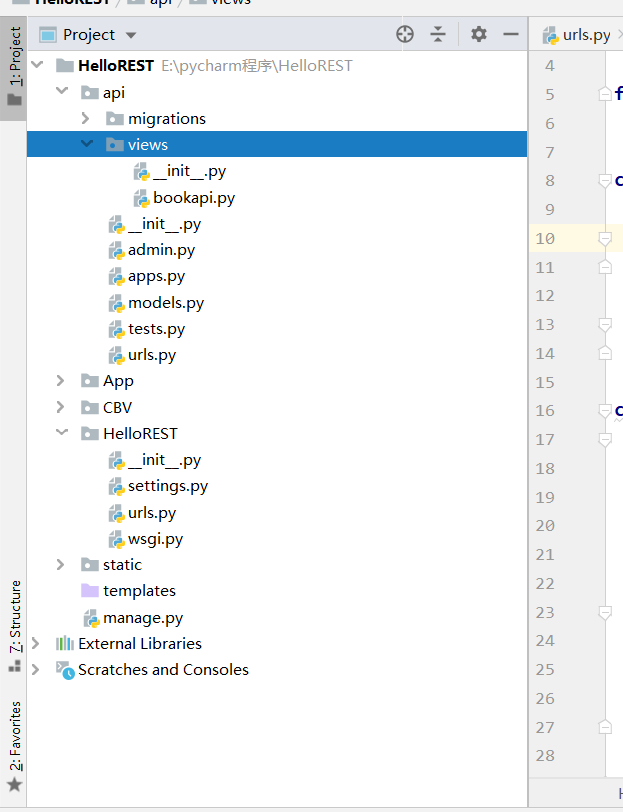 HelloREST api views
1: Project
Project
urls.py
HelloREST E:\pycharm程序\HelloREST
api
migrations
views
__init__.py
bookapi.py
__init__.py
admin.py
apps.py
models.py
tests.py
urls.py
App
CBV
HelloREST
__init__.py
settings.py
urls.py
wsgi.py
static
templates
manage.py
External Libraries
Scratches and Consoles
7: Structure
2: Favorites
4
5 f
6
7
8 c
9
10
11
12
13
14
15
16 c
17
18
19
20
21
22
23
24
25
26
27
28
H